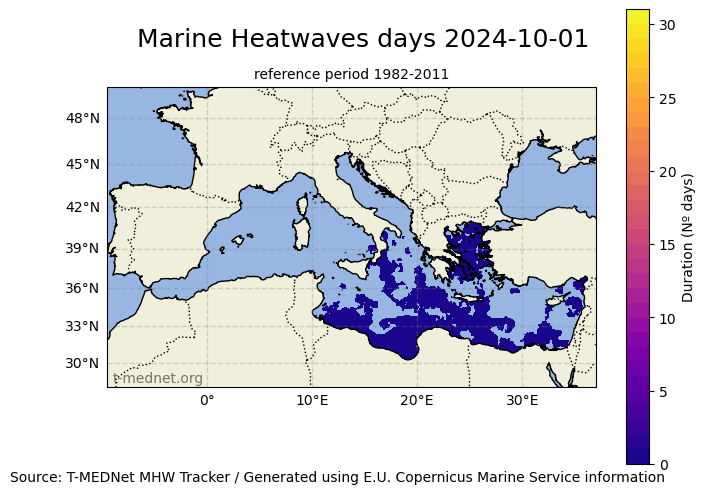 Marine Heatwaves days 2024-10-01
reference period 1982-2011
48°N
45°N
42°N
39°N
36°N
33°N
30°N
t-mednet.org
0°
10°E
20°E
30°E
30
25
20
15
10
5
0
Duration (Nº days)
Source: T-MEDNet MHW Tracker / Generated using E.U. Copernicus Marine Service information